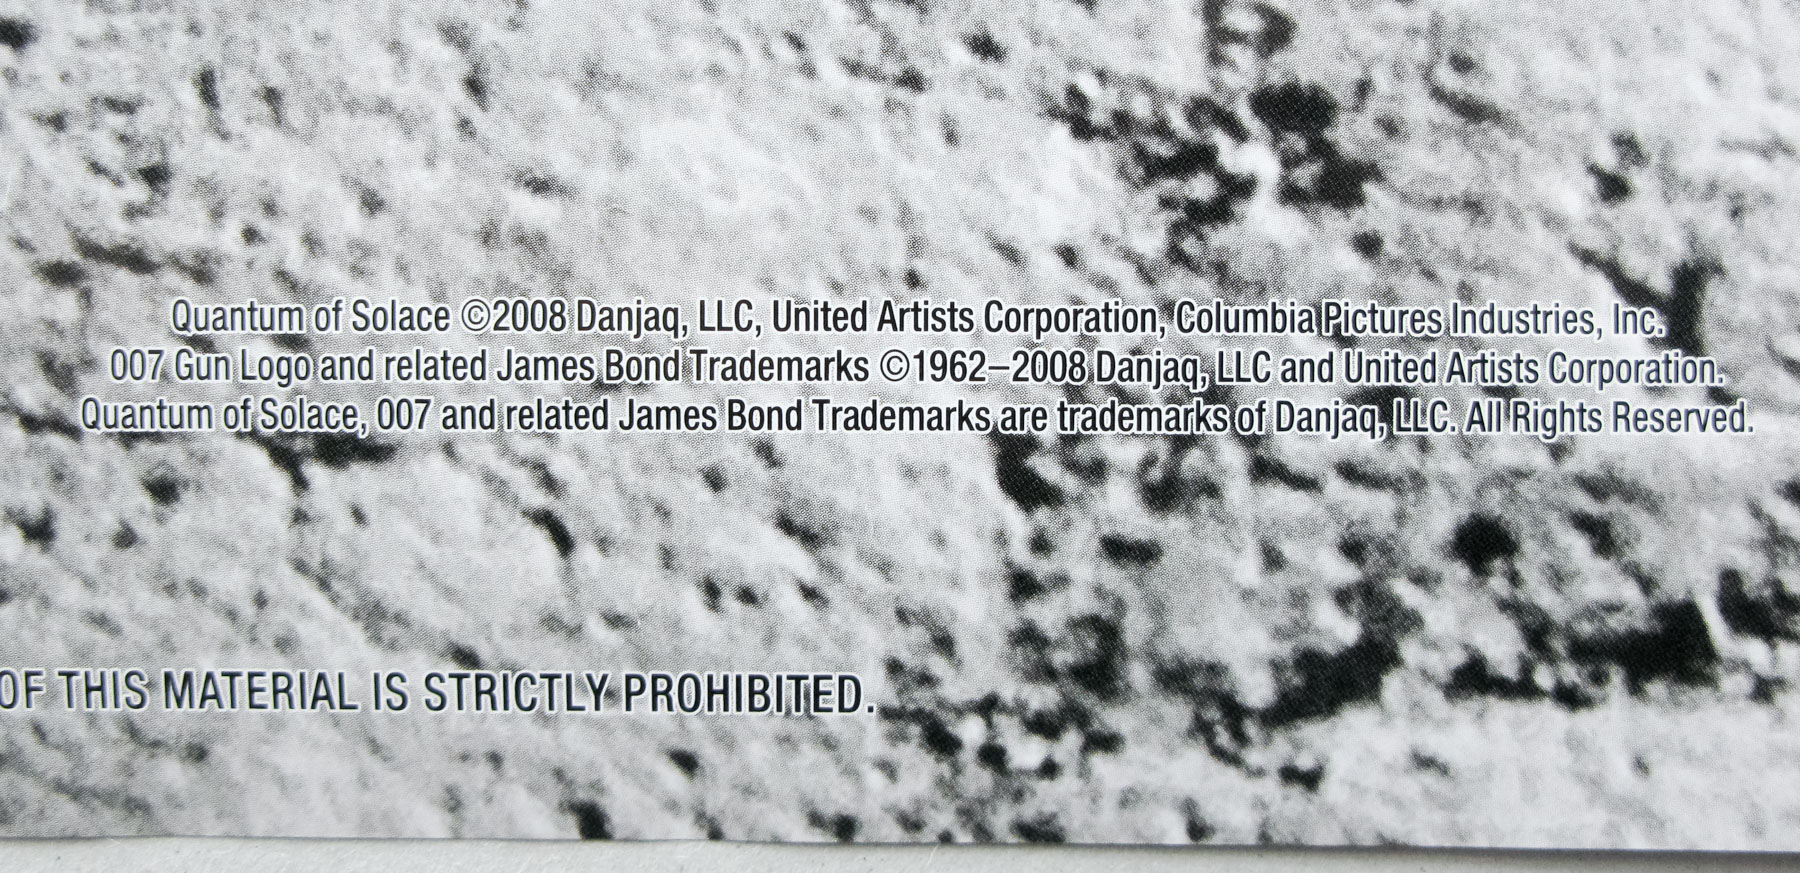 Quantum of Solace ©2008 Danjaq, LLC, United Artists Corporation, Columbia Pictures Industries, Inc.
007 Gun Logo and related James Bond Trademarks ©1962–2008 Danjaq, LLC and United Artists Corporation.
Quantum of Solace, 007 and related James Bond Trademarks are trademarks of Danjaq, LLC. All Rights Reserved.
OF THIS MATERIAL IS STRICTLY PROHIBITED.